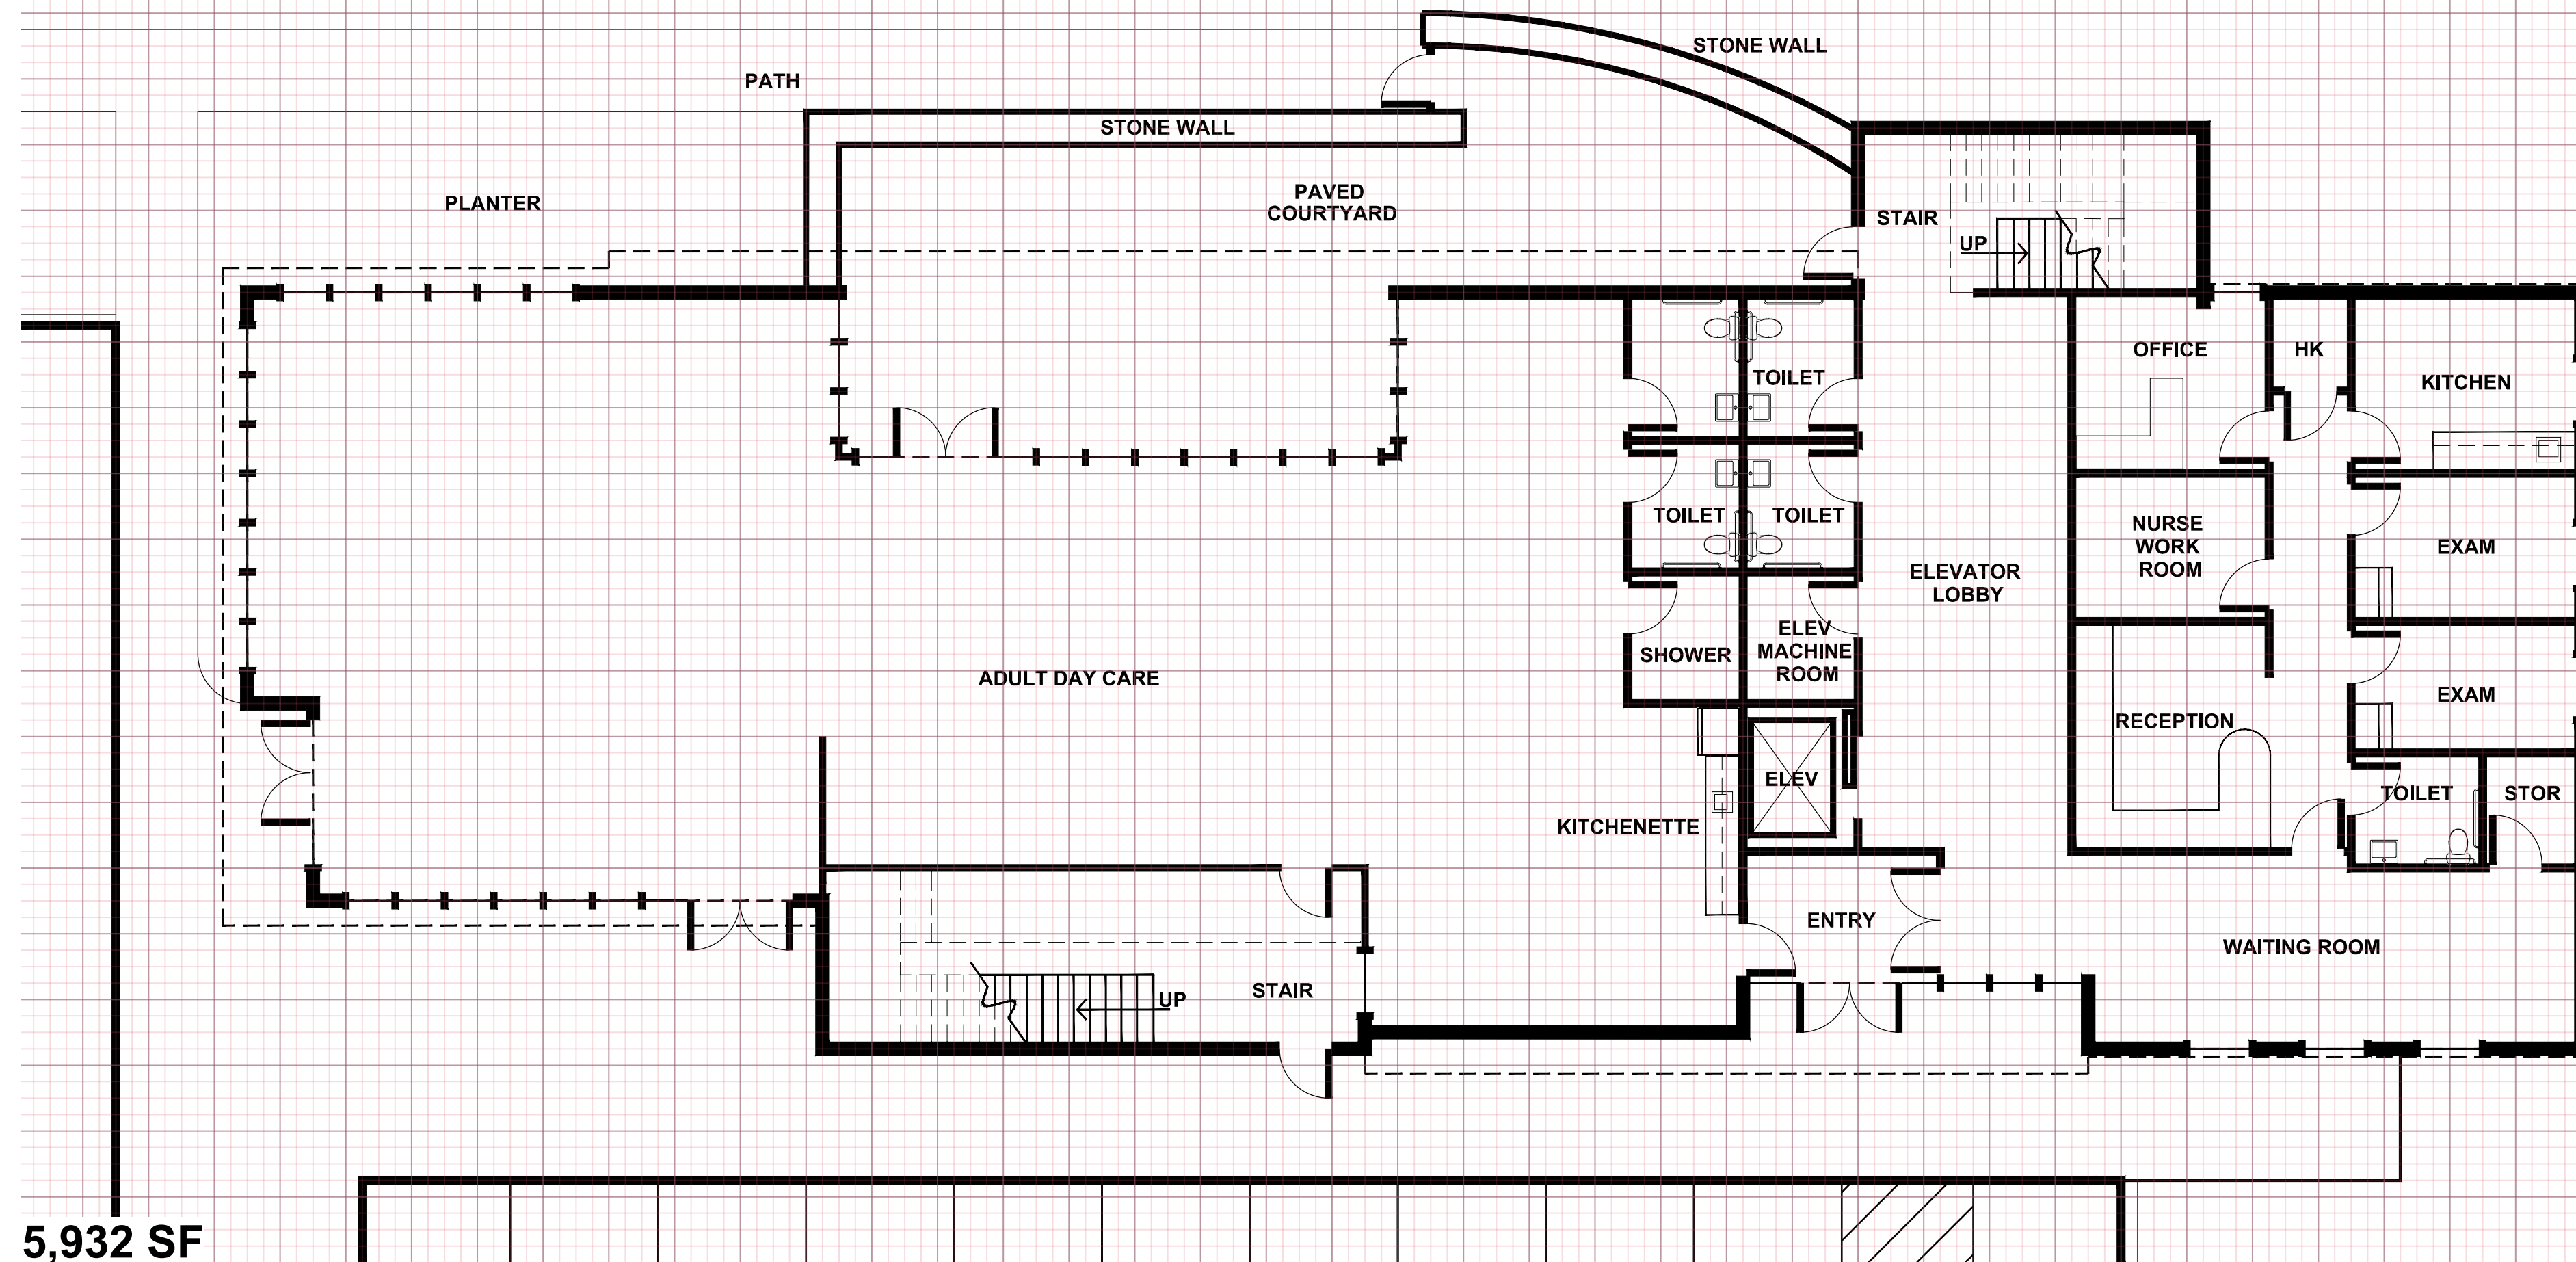 STONE WALL
PATH
STONE WALL
PAVED
COURTYARD
PLANTER
STAIR
UP
OFFICE
HK
KITCHEN
TOILET
TOILET
TOILET
NURSE
WORK
ROOM
EXAM
ELEVATOR
LOBBY
ELEV
MACHINE
ROOM
SHOWER
ADULT DAY CARE
EXAM
RECEPTION
ELEV
TOILET
STOR
KITCHENETTE
ENTRY
WAITING ROOM
STAIR
UP
5,932 SF